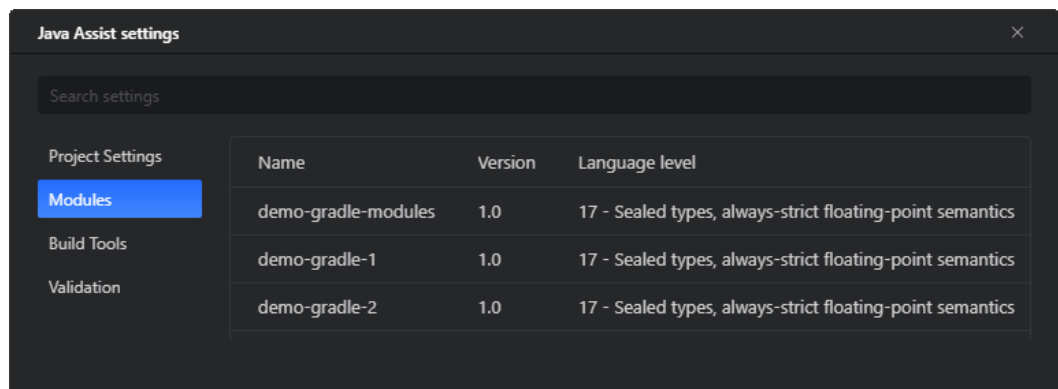 Java Assist settings
Search settings
Project Settings
Modules
Build Tools
Validation
Name Version Language level
demo-gradle-modules 1.0 17 - Sealed types, always-strict floating-point semantics
demo-gradle-1 1.0 17 - Sealed types, always-strict floating-point semantics
demo-gradle-2 1.0 17 - Sealed types, always-strict floating-point semantics